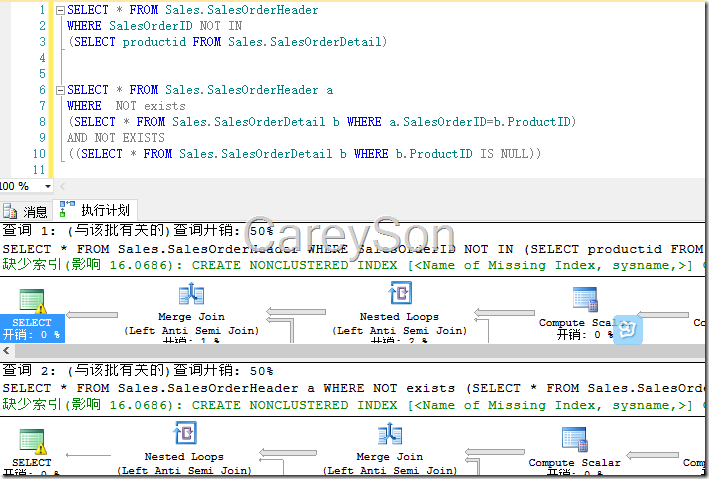 1 SELECT * FROM Sales.SalesOrderHeader
2 WHERE SalesOrderID NOT IN
3 (SELECT productid FROM Sales.SalesOrderDetail)
4
5
6 SELECT * FROM Sales.SalesOrderHeader a
7 WHERE  NOT exists
8 (SELECT * FROM Sales.SalesOrderDetail b WHERE a.SalesOrderID=b.ProductID)
9 AND NOT EXISTS
10 ((SELECT * FROM Sales.SalesOrderDetail b WHERE b.ProductID IS NULL))
11
100 %
消息 执行计划
CareySon
查询 1: (与该批有关的)查询开销: 50%
SELECT * FROM Sales.SalesOrderHeader WHERE SalesOrderID NOT IN (SELECT productid FROM
缺少索引(影响 16.0686): CREATE NONCLUSTERED INDEX [<Name of Missing Index, sysname,>]
SELECT
开销: 0 %
Merge Join
(Left Anti Semi Join)
开销: 1 %
Nested Loops
(Left Anti Semi Join)
开销: 2 %
Compute Scalar
开销: 0 %
查询 2: (与该批有关的)查询开销: 50%
SELECT * FROM Sales.SalesOrderHeader a WHERE NOT exists (SELECT * FROM Sales.SalesOrde
缺少索引(影响 16.0686): CREATE NONCLUSTERED INDEX [<Name of Missing Index, sysname,>]
SELECT
开销: 0 %
Nested Loops
(Left Anti Semi Join)
Merge Join
(Left Anti Semi Join)
Compute Scalar
开销: 0 %